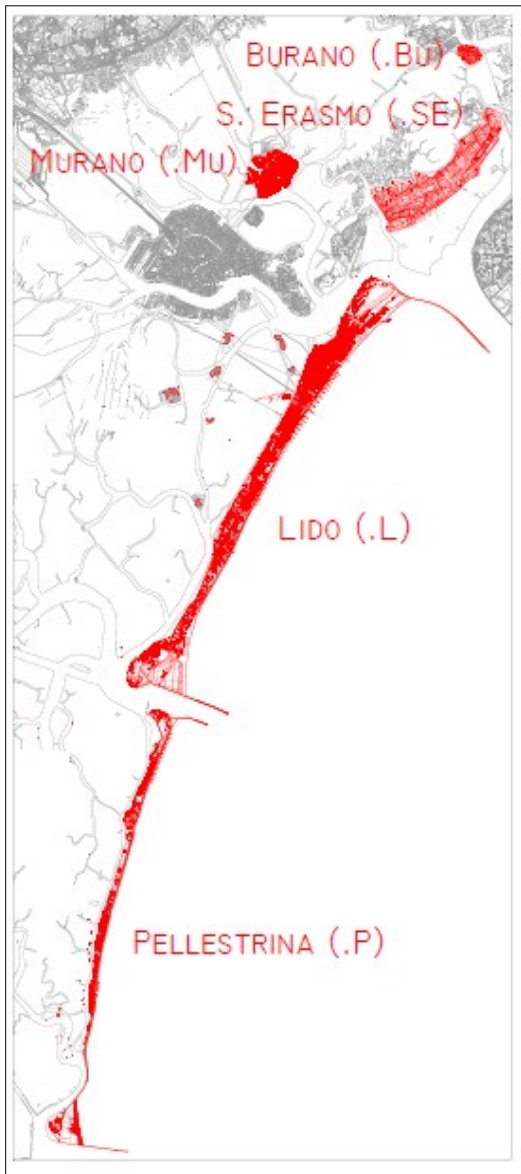 BURANO (.BU)
S. ERASMO (.SE)
MURANO (.MU)
LIDO (.L)
PELLESTRINA (.P)